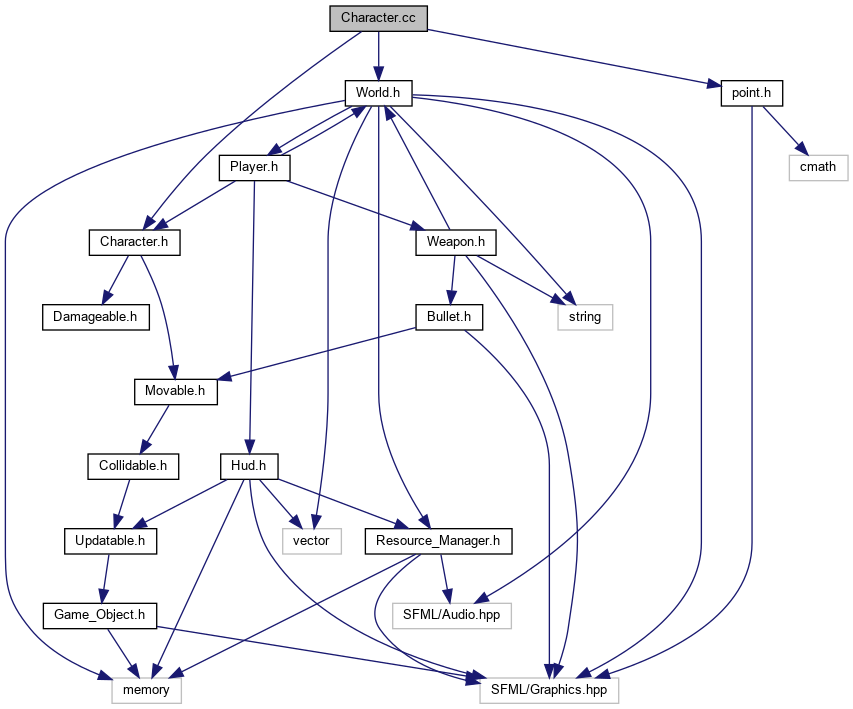 Character.cc
World.h
point.h
Player.h
cmath
Character.h
Weapon.h
Damageable.h
Bullet.h
string
Movable.h
Collidable.h
Hud.h
Updatable.h
vector
Resource_Manager.h
Game_Object.h
SFML/Audio.hpp
memory
SFML/Graphics.hpp